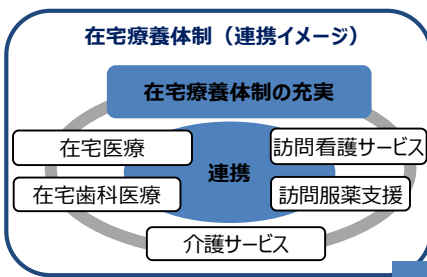 在宅療養体制（連携イメージ）
在宅療養体制の充実
在宅医療
訪問看護サービス
連携
在宅歯科医療
訪問服薬支援
介護サービス